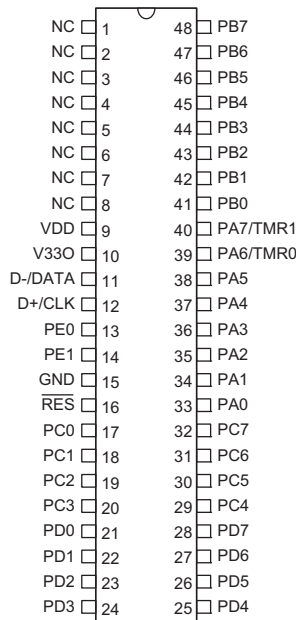 NC 1 48 PB7
NC 2 47 PB6
NC 3 46 PB5
NC 4 45 PB4
NC 5 44 PB3
NC 6 43 PB2
NC 7 42 PB1
NC 8 41 PB0
VDD 9 40 PA7/TMR1
V33O 10 39 PA6/TMR0
D-/DATA 11 38 PA5
D+/CLK 12 37 PA4
PE0 13 36 PA3
PE1 14 35 PA2
GND 15 34 PA1
RES 16 33 PA0
PC0 17 32 PC7
PC1 18 31 PC6
PC2 19 30 PC5
PC3 20 29 PC4
PD0 21 28 PD7
PD1 22 27 PD6
PD2 23 26 PD5
PD3 24 25 PD4